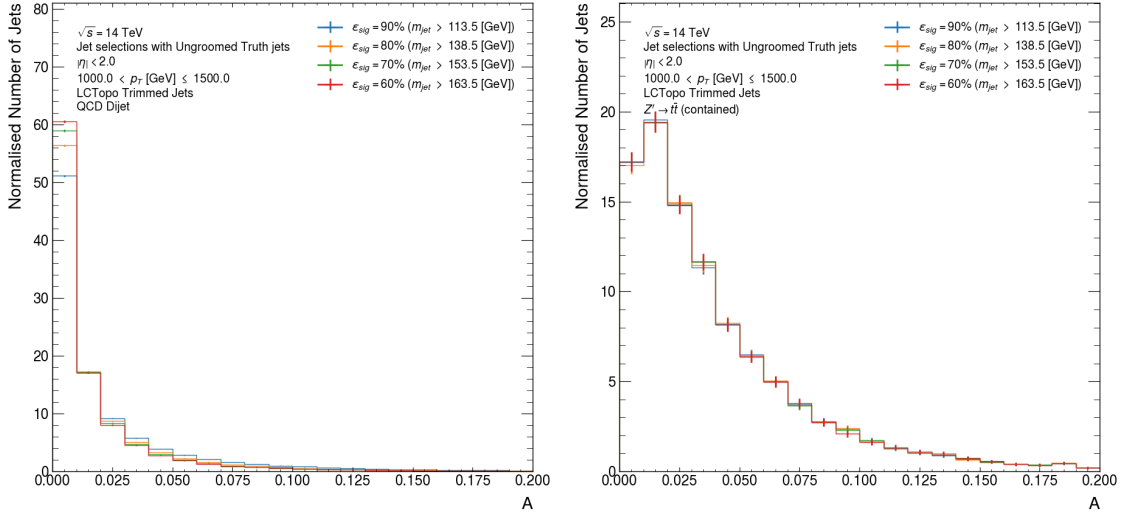 Normalised Number of Jets
80
70
60
50
40
30
20
10
0
√s = 14 TeV
Jet selections with Ungroomed Truth jets
|η| < 2.0
1000.0 < p_T [GeV] ≤ 1500.0
LCTopo Trimmed Jets
QCD Dijet
ε_sig = 90% (m_jet > 113.5 [GeV])
ε_sig = 80% (m_jet > 138.5 [GeV])
ε_sig = 70% (m_jet > 153.5 [GeV])
ε_sig = 60% (m_jet > 163.5 [GeV])
0.000 0.025 0.050 0.075 0.100 0.125 0.150 0.175 0.200
A
Normalised Number of Jets
25
20
15
10
5
0
√s = 14 TeV
Jet selections with Ungroomed Truth jets
|η| < 2.0
1000.0 < p_T [GeV] ≤ 1500.0
LCTopo Trimmed Jets
Z′ → tt̄ (contained)
ε_sig = 90% (m_jet > 113.5 [GeV])
ε_sig = 80% (m_jet > 138.5 [GeV])
ε_sig = 70% (m_jet > 153.5 [GeV])
ε_sig = 60% (m_jet > 163.5 [GeV])
0.000 0.025 0.050 0.075 0.100 0.125 0.150 0.175 0.200
A